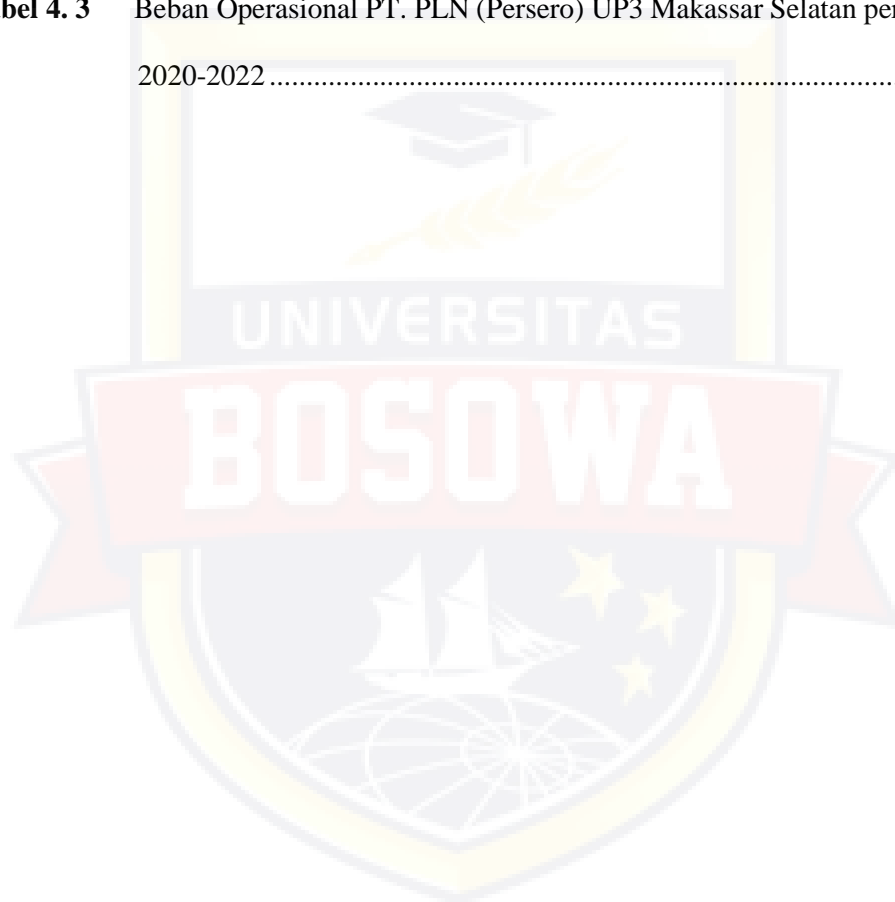 bel 4. 3 Beban Operasional PT. PLN (Persero) UP3 Makassar Selatan per
2020-2022 ....................................................................................
UNIVERSITAS
BOSOWA